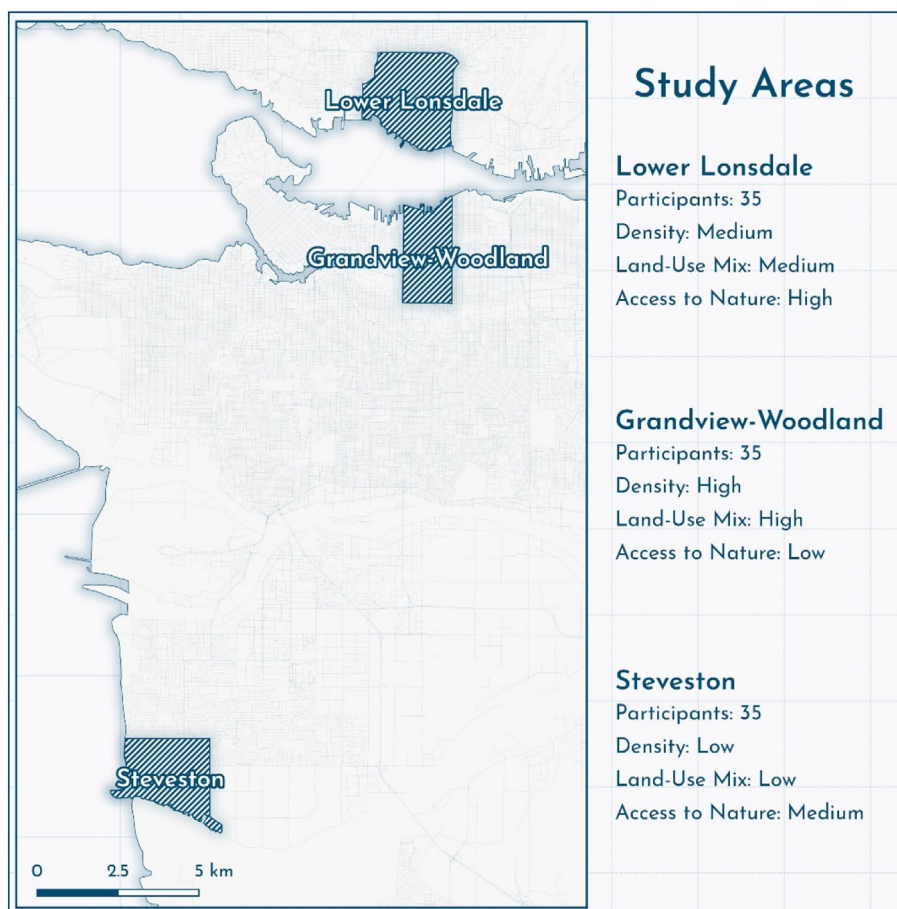 Lower Lonsdale
Grandview-Woodland
Steveston
0 2.5 5 km
Study Areas
Lower Lonsdale
Participants: 35
Density: Medium
Land-Use Mix: Medium
Access to Nature: High
Grandview-Woodland
Participants: 35
Density: High
Land-Use Mix: High
Access to Nature: Low
Steveston
Participants: 35
Density: Low
Land-Use Mix: Low
Access to Nature: Medium